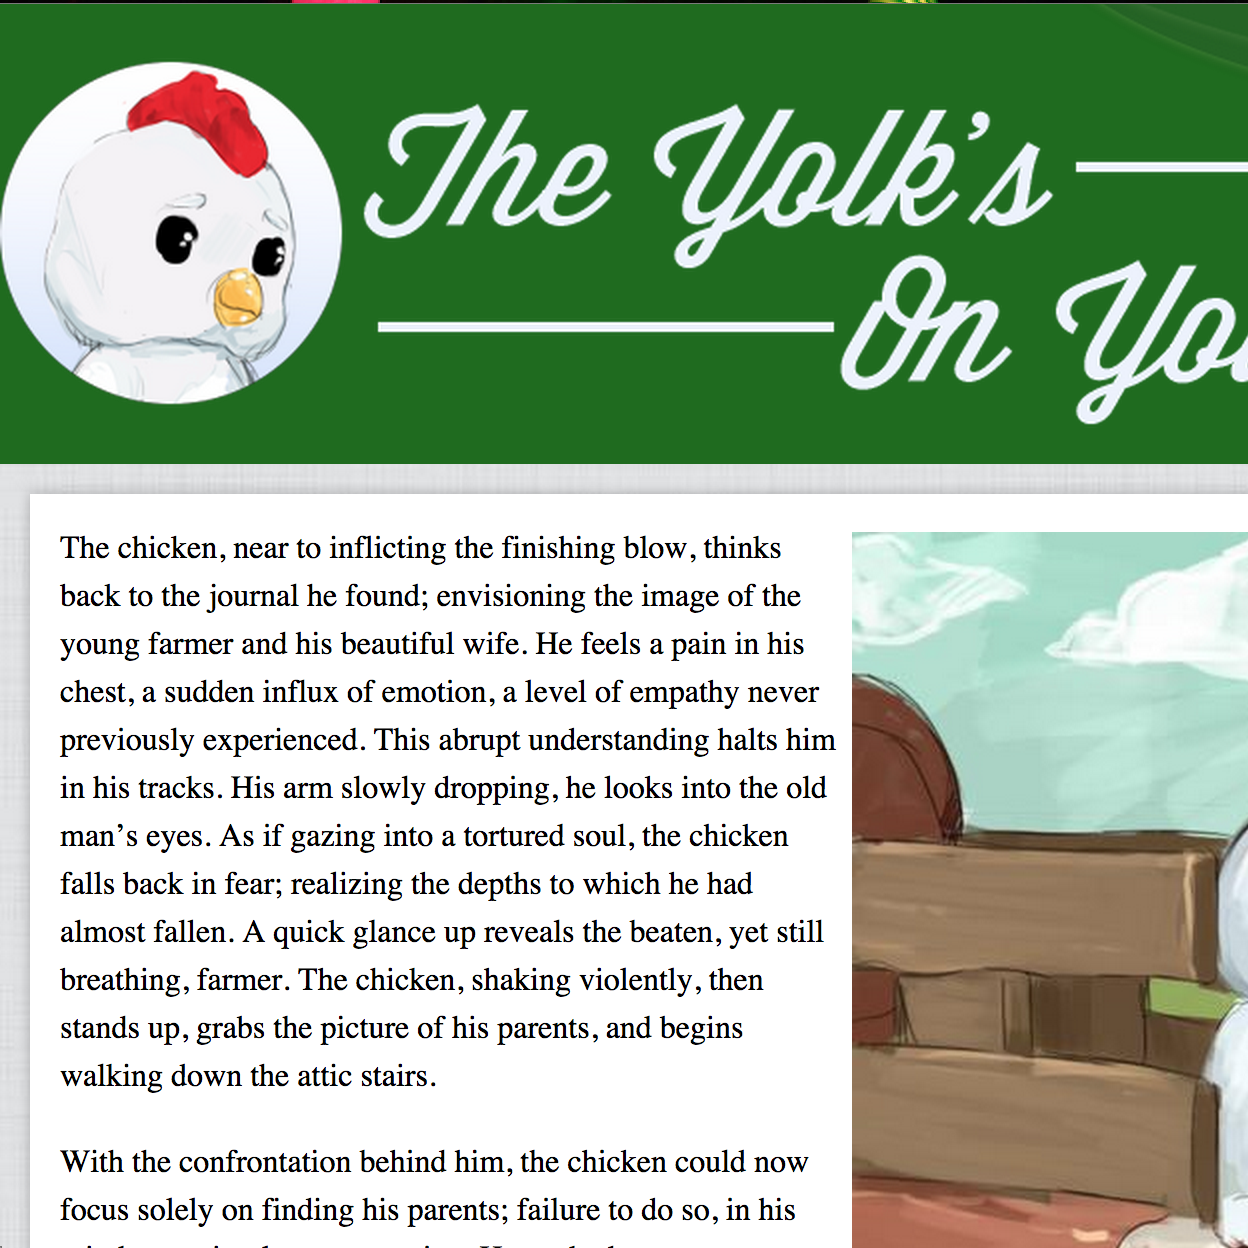 The Yolk's
On
The chicken, near to inflicting the finishing blow, thinks
back to the journal he found; envisioning the image of the
young farmer and his beautiful wife. He feels a pain in his
chest, a sudden influx of emotion, a level of empathy never
previously experienced. This abrupt understanding halts him
in his tracks. His arm slowly dropping, he looks into the old
man’s eyes. As if gazing into a tortured soul, the chicken
falls back in fear; realizing the depths to which he had
almost fallen. A quick glance up reveals the beaten, yet still
breathing, farmer. The chicken, shaking violently, then
stands up, grabs the picture of his parents, and begins
walking down the attic stairs.
With the confrontation behind him, the chicken could now
focus solely on finding his parents; failure to do so, in his